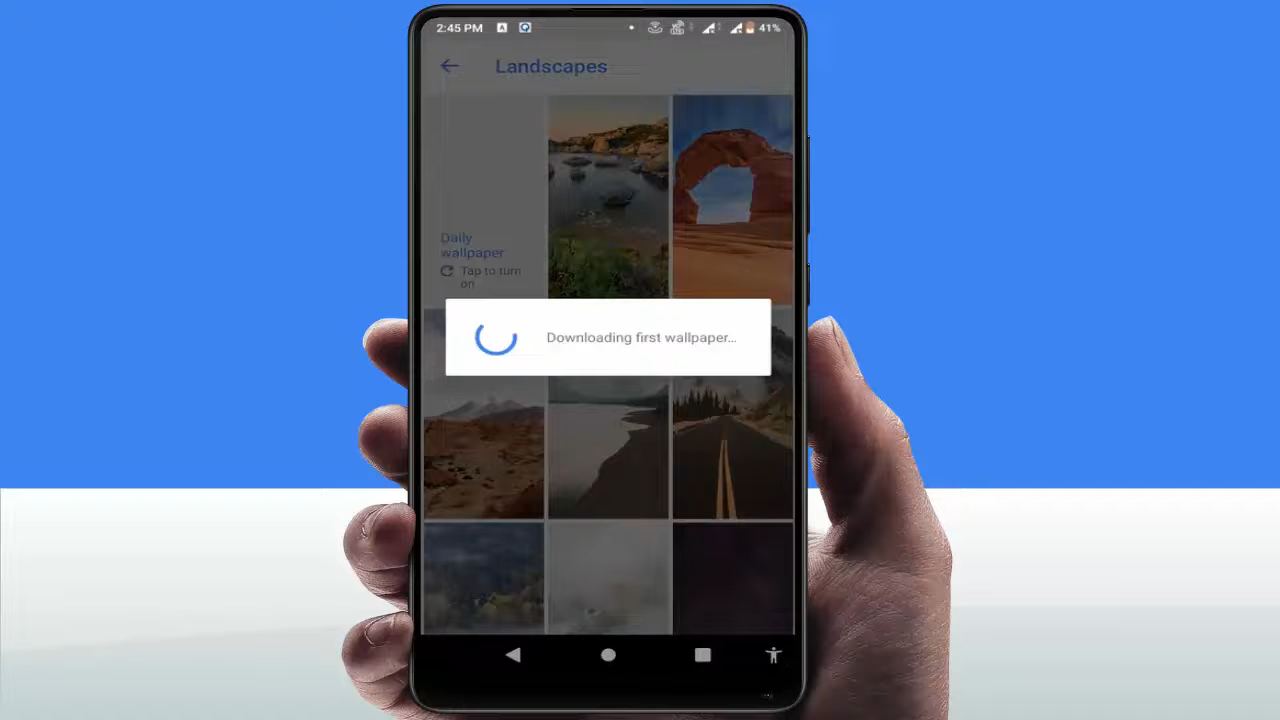 2:45 PM
41%
Landscapes
Daily
wallpaper
Tap to turn
on
Downloading first wallpaper...